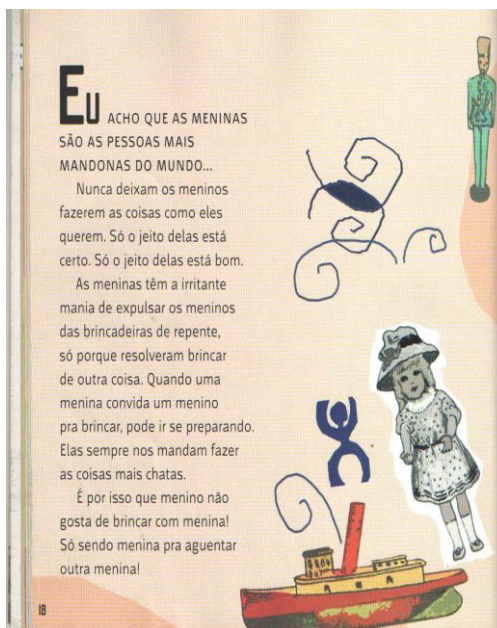 EU ACHO QUE AS MENINAS
SÃO AS PESSOAS MAIS
MANDONAS DO MUNDO...
Nunca deixam os meninos
fazerem as coisas como eles
querem. Só o jeito delas está
certo. Só o jeito delas está bom.
As meninas têm a irritante
mania de expulsar os meninos
das brincadeiras de repente,
só porque resolveram brincar
de outra coisa. Quando uma
menina convida um menino
pra brincar, pode ir se preparando.
Elas sempre nos mandam fazer
as coisas mais chatas.
É por isso que menino não
gosta de brincar com menina!
Só sendo menina pra aguentar
outra menina!
18